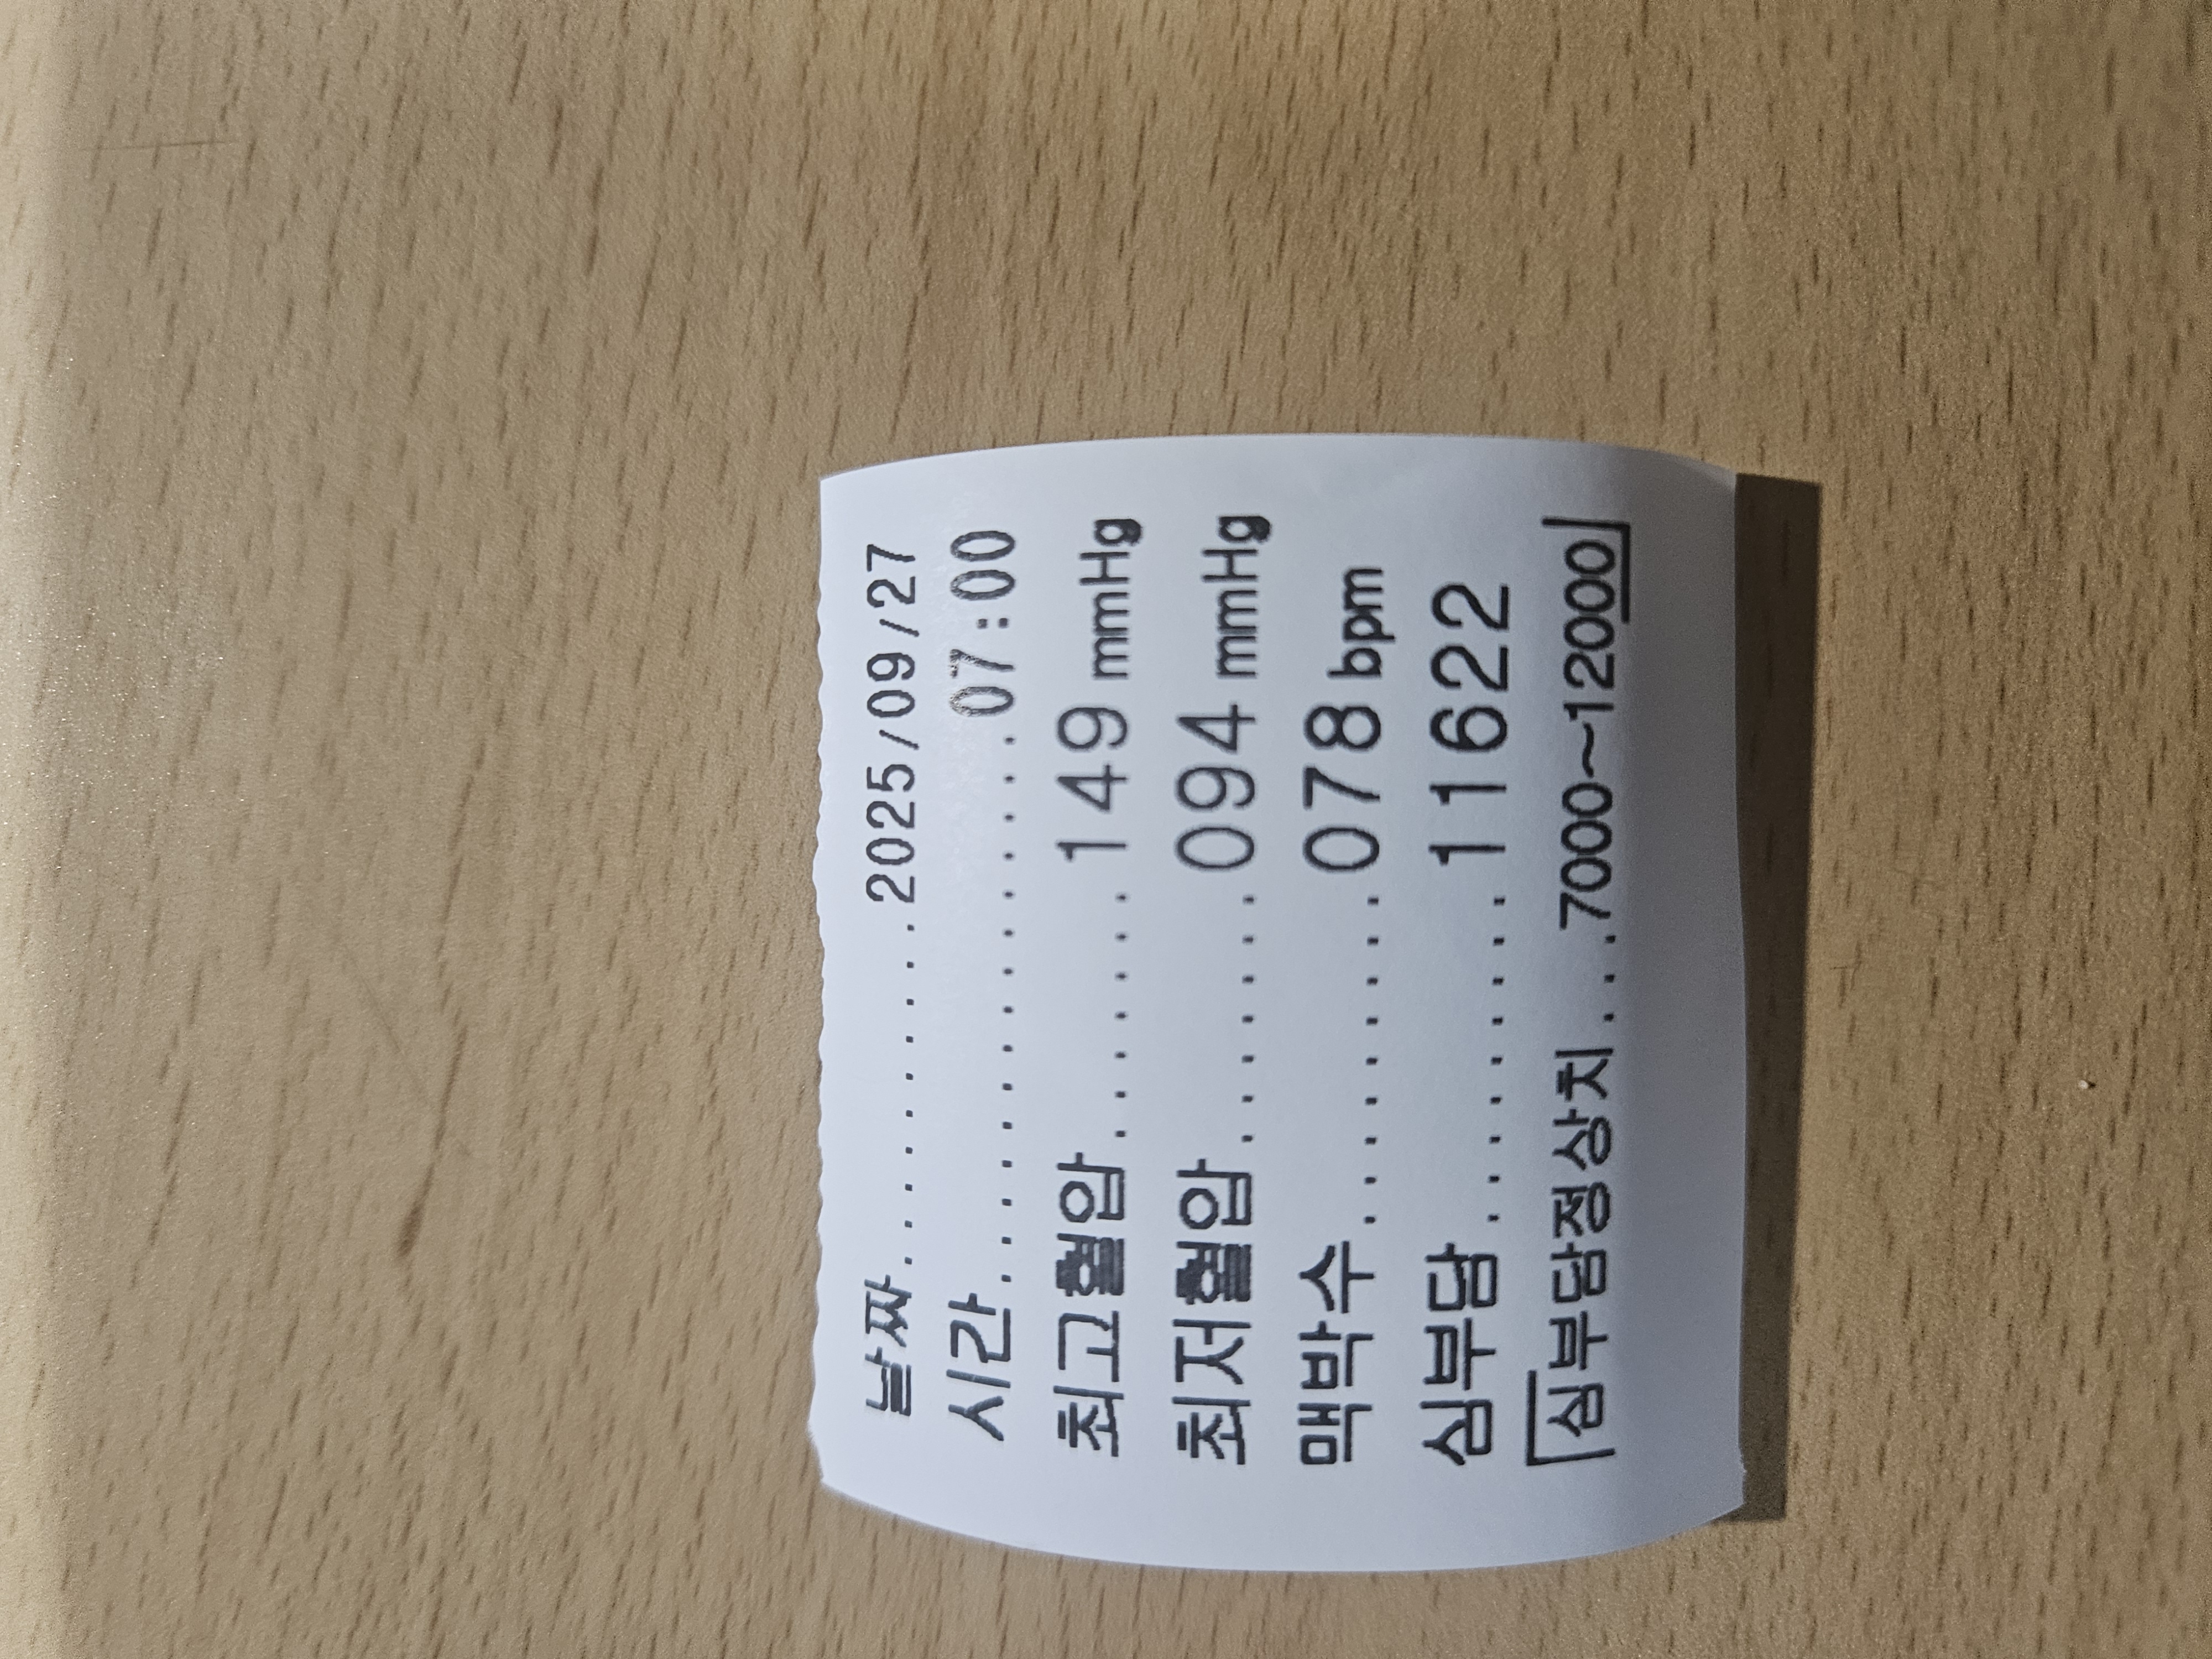 날짜..........2025/09/27
시간................07:00
최고혈압.......149 mmHg
최저혈압.......094 mmHg
맥박수.........078 bpm
심부담.........11622
심부담정상치...7000~12000